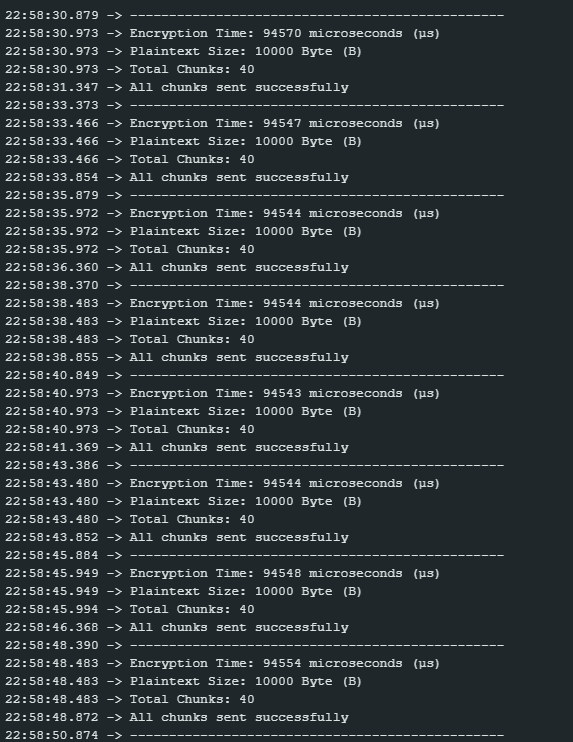 22:58:30.879 -> ------------------------------------------------
22:58:30.973 -> Encryption Time: 94570 microseconds (µs)
22:58:30.973 -> Plaintext Size: 10000 Byte (B)
22:58:30.973 -> Total Chunks: 40
22:58:31.347 -> All chunks sent successfully
22:58:33.373 -> ------------------------------------------------
22:58:33.466 -> Encryption Time: 94547 microseconds (µs)
22:58:33.466 -> Plaintext Size: 10000 Byte (B)
22:58:33.466 -> Total Chunks: 40
22:58:33.854 -> All chunks sent successfully
22:58:35.879 -> ------------------------------------------------
22:58:35.972 -> Encryption Time: 94544 microseconds (µs)
22:58:35.972 -> Plaintext Size: 10000 Byte (B)
22:58:35.972 -> Total Chunks: 40
22:58:36.360 -> All chunks sent successfully
22:58:38.370 -> ------------------------------------------------
22:58:38.483 -> Encryption Time: 94544 microseconds (µs)
22:58:38.483 -> Plaintext Size: 10000 Byte (B)
22:58:38.483 -> Total Chunks: 40
22:58:38.855 -> All chunks sent successfully
22:58:40.849 -> ------------------------------------------------
22:58:40.973 -> Encryption Time: 94543 microseconds (µs)
22:58:40.973 -> Plaintext Size: 10000 Byte (B)
22:58:40.973 -> Total Chunks: 40
22:58:41.369 -> All chunks sent successfully
22:58:43.386 -> ------------------------------------------------
22:58:43.480 -> Encryption Time: 94544 microseconds (µs)
22:58:43.480 -> Plaintext Size: 10000 Byte (B)
22:58:43.480 -> Total Chunks: 40
22:58:43.852 -> All chunks sent successfully
22:58:45.884 -> ------------------------------------------------
22:58:45.949 -> Encryption Time: 94548 microseconds (µs)
22:58:45.949 -> Plaintext Size: 10000 Byte (B)
22:58:45.994 -> Total Chunks: 40
22:58:46.368 -> All chunks sent successfully
22:58:48.390 -> ------------------------------------------------
22:58:48.483 -> Encryption Time: 94554 microseconds (µs)
22:58:48.483 -> Plaintext Size: 10000 Byte (B)
22:58:48.483 -> Total Chunks: 40
22:58:48.872 -> All chunks sent successfully
22:58:50.874 -> ------------------------------------------------